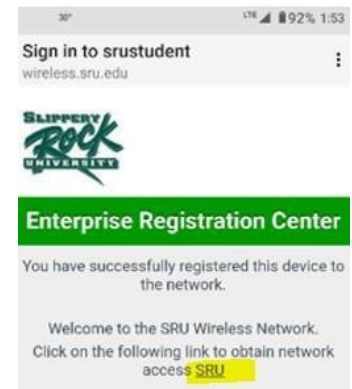 30° LTE 92% 1:53
Sign in to srustudent
wireless.sru.edu
SLIPPERY
ROCK
UNIVERSITY
Enterprise Registration Center
You have successfully registered this device to
the network.
Welcome to the SRU Wireless Network.
Click on the following link to obtain network
access SRU